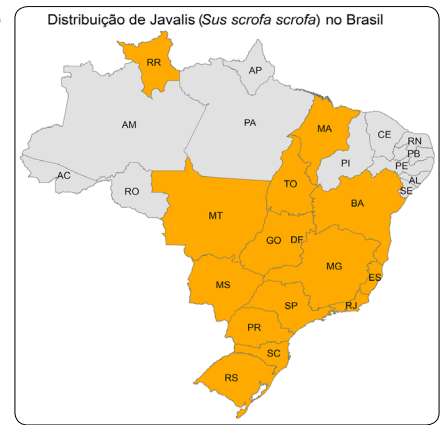 Distribuição de Javalis (Sus scrofa scrofa) no Brasil
RR
AP
AM
PA
MA
CE
RN
PB
PI
PE
AL
SE
AC
RO
TO
BA
MT
GO
DF
MG
ES
MS
SP
RJ
PR
SC
RS